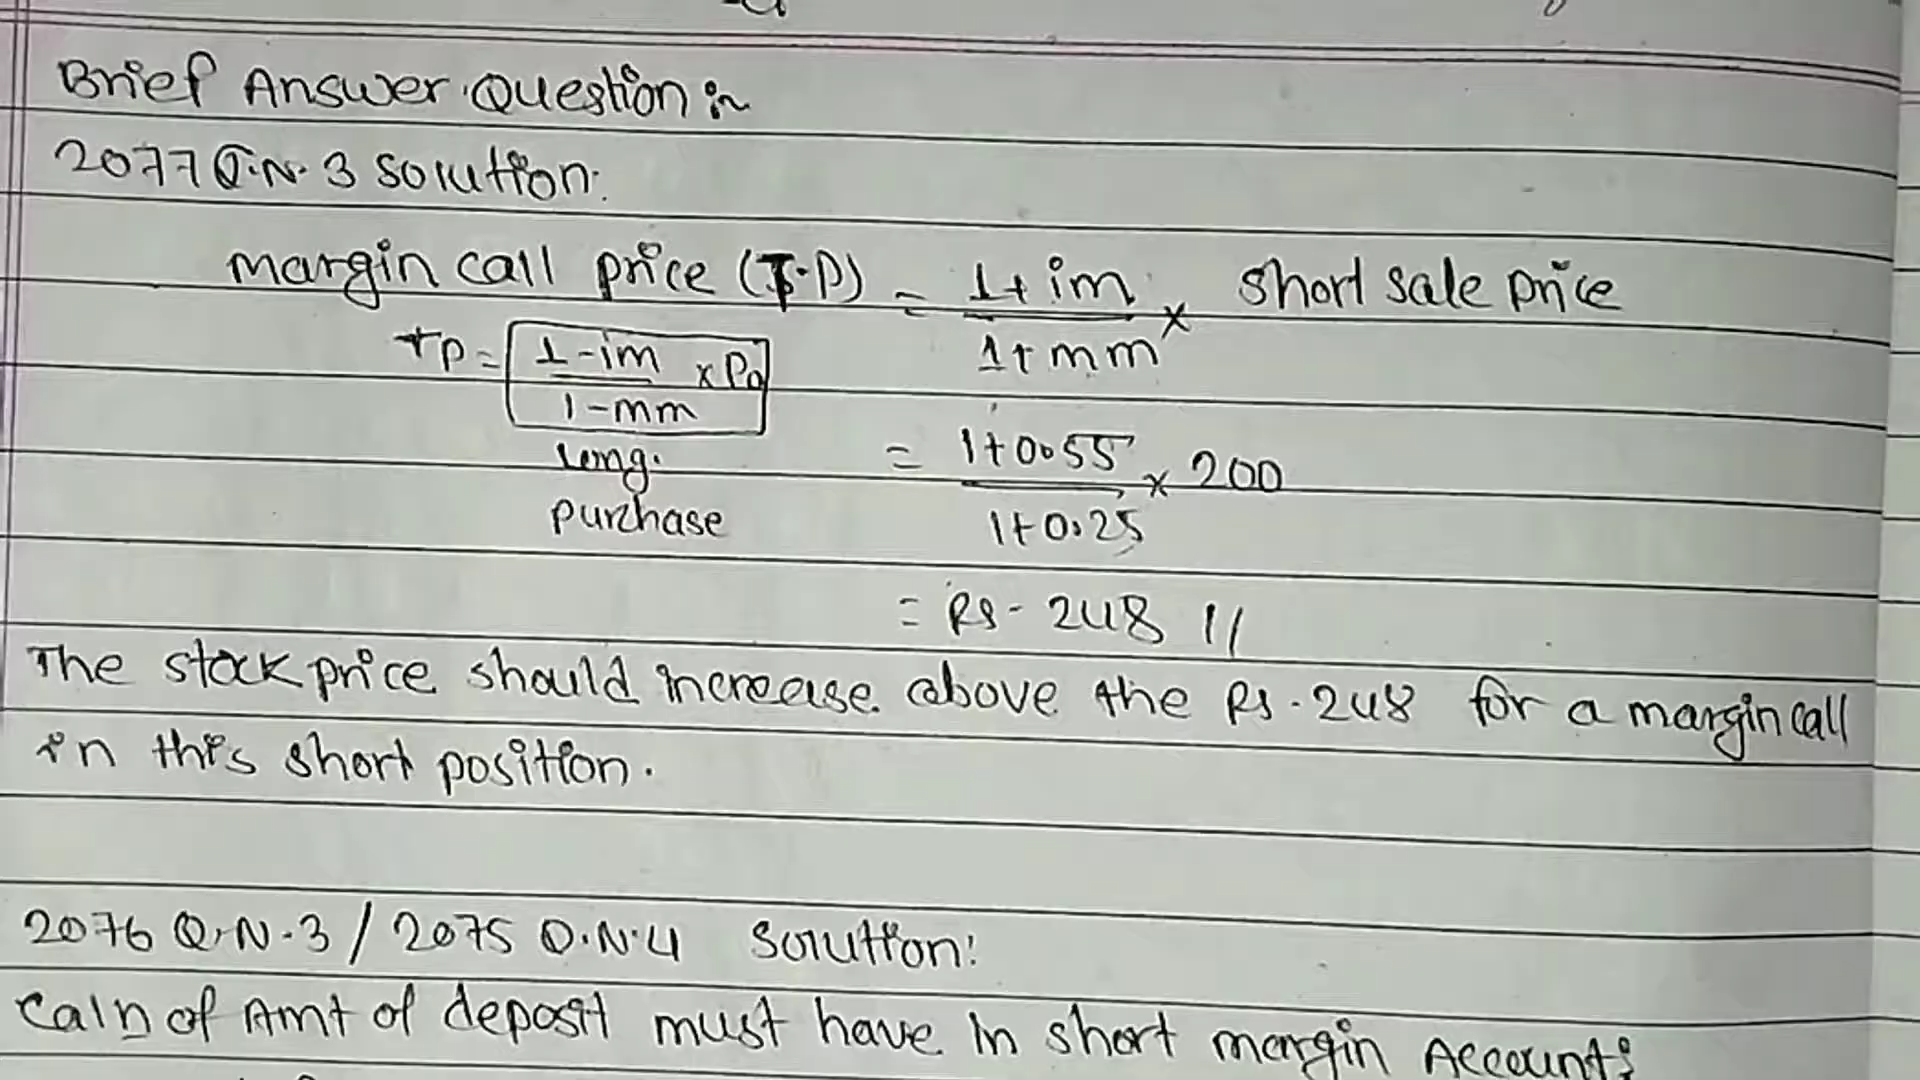 Brief Answer Question:-
2077 Q.N. 3 solution:
margin call price (T.P) = 1+im / 1+mm × short sale price
TP = 1-im / 1-mm × P0
long purchase
= 1+0.55 / 1+0.25 × 200
= Rs. 248 //
The stock price should increase above the Rs. 248 for a margin call
in this short position.
2076 Q.N.3 / 2075 Q.N.4 solution:
Caln of Amt of deposit must have in short margin Account: